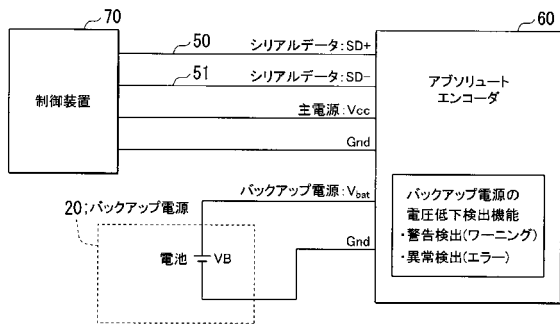 70
60
50
シリアルデータ:SD+
51
シリアルデータ:SD-
制御装置
アブソリュート
エンコーダ
主電源:Vcc
Gnd
バックアップ電源:Vbat
20;バックアップ電源
Gnd
電池
VB
バックアップ電源の
電圧低下検出機能
・警告検出(ワーニング)
・異常検出(エラー)